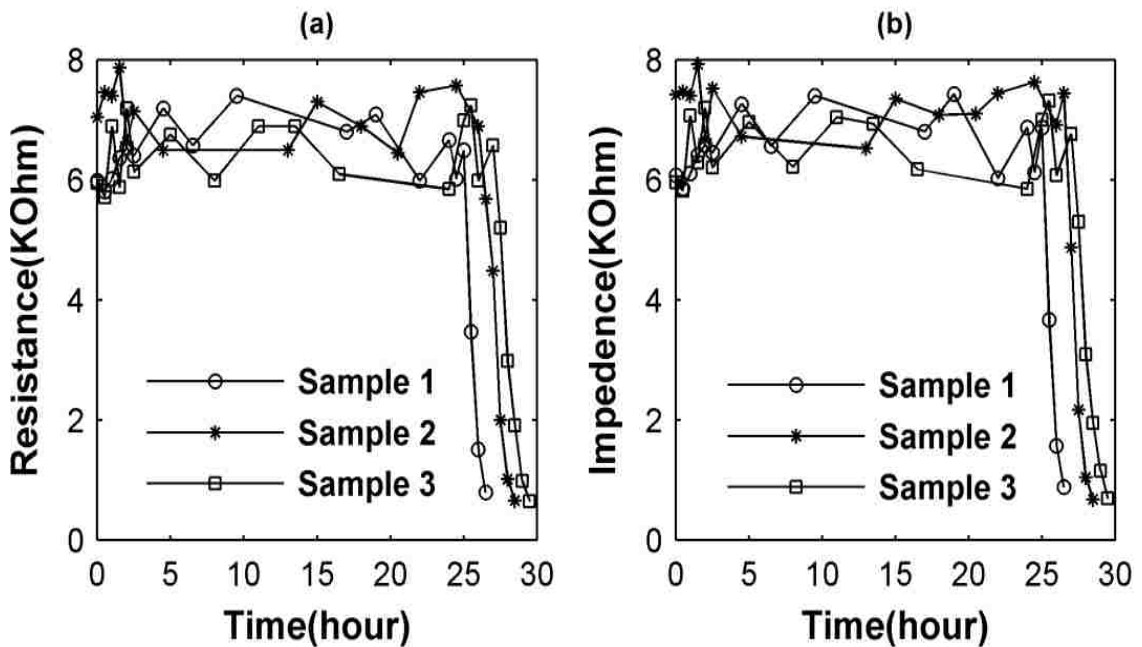 (a)
Resistance(KOhm)
8
6
4
2
0
Sample 1
Sample 2
Sample 3
0 5 10 15 20 25 30
Time(hour)
(b)
Impedence(KOhm)
8
6
4
2
0
Sample 1
Sample 2
Sample 3
0 5 10 15 20 25 30
Time(hour)